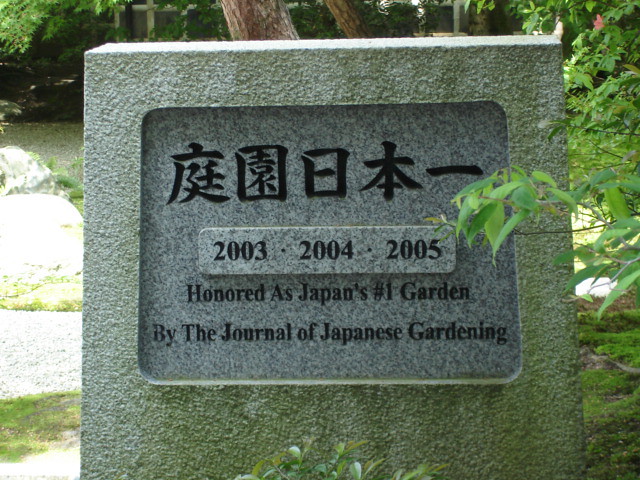 庭園日本一
2003 · 2004 · 2005
Honored As Japan's #1 Garden
By The Journal of Japanese Gardening